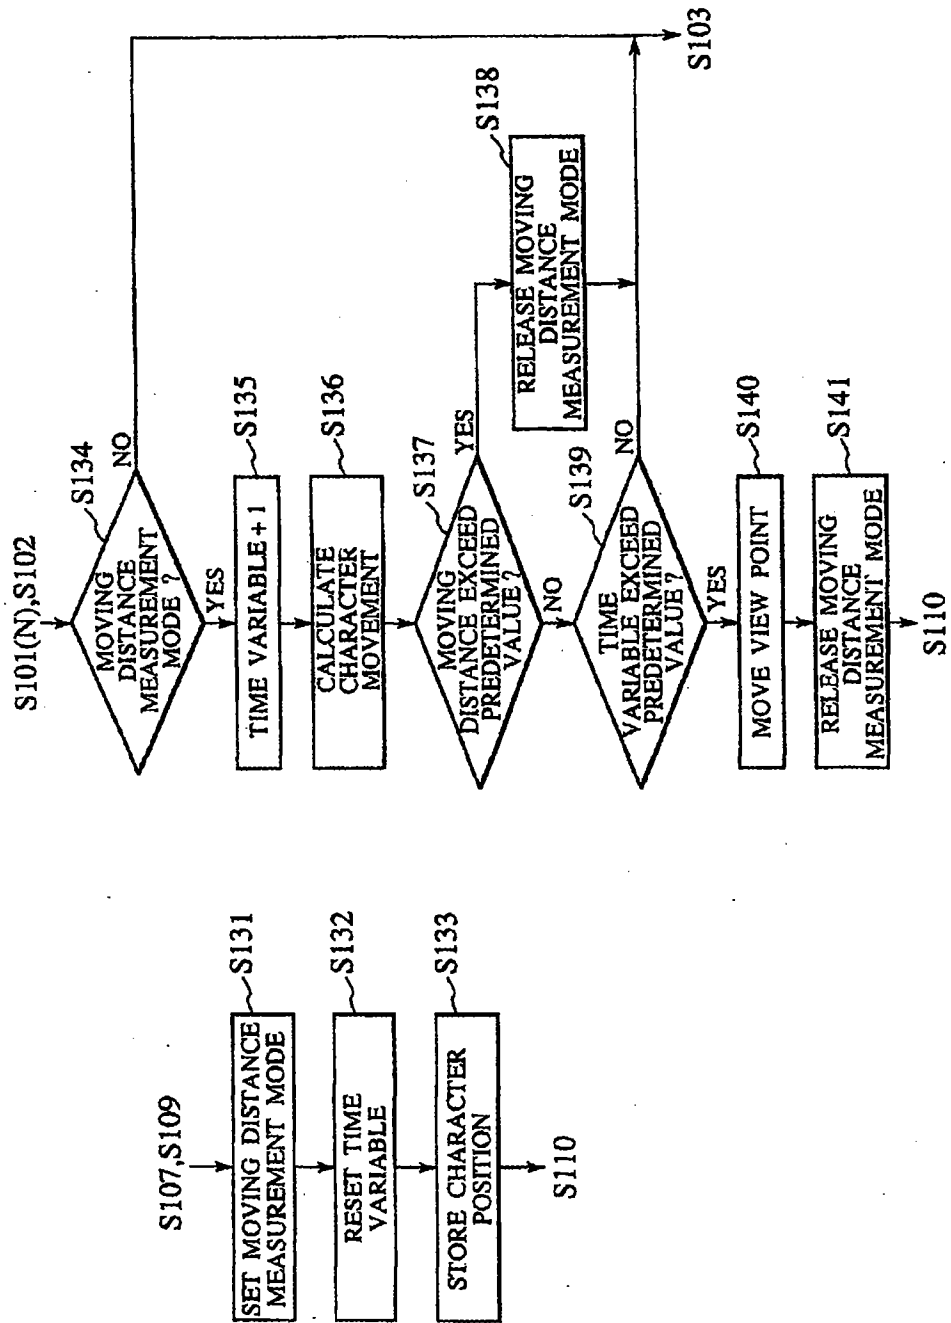 S107,S109
SET MOVING DISTANCE
MEASUREMENT MODE
S131
RESET TIME
VARIABLE
S132
STORE CHARACTER
POSITION
S133
S110
S101(N),S102
MOVING
DISTANCE
MEASUREMENT
MODE ?
S134
NO
YES
TIME VARIABLE + 1
S135
CALCULATE
CHARACTER
MOVEMENT
S136
MOVING
DISTANCE EXCEED
PREDETERMINED
VALUE ?
S137
YES
NO
RELEASE MOVING
DISTANCE
MEASUREMENT MODE
S138
TIME
VARIABLE EXCEED
PREDETERMINED
VALUE ?
S139
NO
YES
MOVE VIEW POINT
S140
RELEASE MOVING
DISTANCE
MEASUREMENT MODE
S141
S110
S103